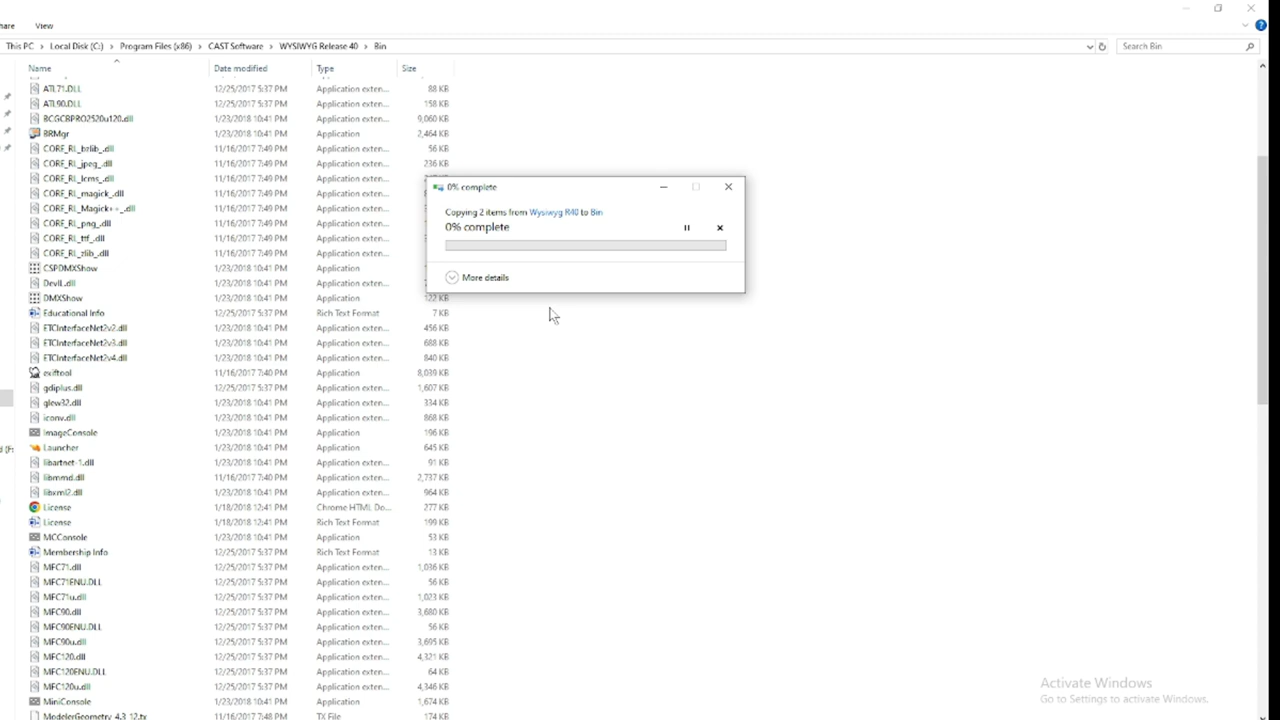 hare View
This PC > Local Disk (C:) > Program Files (x86) > CAST Software > WYSIWYG Release 40 > Bin
Search Bin
Name Date modified Type Size
ATL71.DLL 12/25/2017 5:37 PM Application exten... 88 KB
ATL90.DLL 12/25/2017 5:37 PM Application exten... 158 KB
BCGCBPRO2520u120.dll 1/23/2018 10:41 PM Application exten... 9,060 KB
BRMgr 1/23/2018 10:41 PM Application 2,464 KB
CORE_RL_bzlib_.dll 11/16/2017 7:49 PM Application exten... 56 KB
CORE_RL_jpeg_.dll 11/16/2017 7:49 PM Application exten... 236 KB
CORE_RL_lcms_.dll 11/16/2017 7:49 PM Application exten...
CORE_RL_magick_.dll 11/16/2017 7:49 PM Application exten...
CORE_RL_Magick++_.dll 11/16/2017 7:49 PM Application exten...
CORE_RL_png_.dll 11/16/2017 7:49 PM Application exten...
CORE_RL_ttf_.dll 11/16/2017 7:49 PM Application exten...
CORE_RL_zlib_.dll 11/16/2017 7:49 PM Application exten...
CSPDMXShow 1/23/2018 10:41 PM Application
DevIL.dll 1/23/2018 10:41 PM Application exten...
DMXShow 1/23/2018 10:41 PM Application 122 KB
Educational Info 12/25/2017 5:37 PM Rich Text Format 7 KB
ETCInterfaceNet2v2.dll 1/23/2018 10:41 PM Application exten... 456 KB
ETCInterfaceNet2v3.dll 1/23/2018 10:41 PM Application exten... 688 KB
ETCInterfaceNet2v4.dll 1/23/2018 10:41 PM Application exten... 840 KB
exiftool 11/16/2017 7:40 PM Application 8,039 KB
gdiplus.dll 12/25/2017 5:37 PM Application exten... 1,607 KB
glew32.dll 1/23/2018 10:41 PM Application exten... 334 KB
iconv.dll 1/23/2018 10:41 PM Application exten... 868 KB
ImageConsole 1/23/2018 10:41 PM Application 196 KB
Launcher 1/23/2018 10:41 PM Application 645 KB
libartnet-1.dll 1/23/2018 10:41 PM Application exten... 91 KB
libmmd.dll 11/16/2017 7:40 PM Application exten... 2,737 KB
libxml2.dll 1/23/2018 10:41 PM Application exten... 964 KB
License 1/18/2018 12:41 PM Chrome HTML Do... 277 KB
License 1/18/2018 12:41 PM Rich Text Format 199 KB
MCConsole 1/23/2018 10:41 PM Application 53 KB
Membership Info 12/25/2017 5:37 PM Rich Text Format 13 KB
MFC71.dll 12/25/2017 5:37 PM Application exten... 1,036 KB
MFC71ENU.DLL 12/25/2017 5:37 PM Application exten... 56 KB
MFC71u.dll 12/25/2017 5:37 PM Application exten... 1,023 KB
MFC90.dll 12/25/2017 5:37 PM Application exten... 3,680 KB
MFC90ENU.DLL 12/25/2017 5:37 PM Application exten... 56 KB
MFC90u.dll 12/25/2017 5:37 PM Application exten... 3,695 KB
MFC120.dll 12/25/2017 5:37 PM Application exten... 4,321 KB
MFC120ENU.DLL 12/25/2017 5:37 PM Application exten... 64 KB
MFC120u.dll 12/25/2017 5:37 PM Application exten... 4,346 KB
MiniConsole 1/23/2018 10:41 PM Application 1,674 KB
ModelerGeometry_4.3_12.tx 11/16/2017 7:48 PM TX File 174 KB
0% complete
Copying 2 items from Wysiwyg R40 to Bin
0% complete
More details
Activate Windows
Go to Settings to activate Windows.